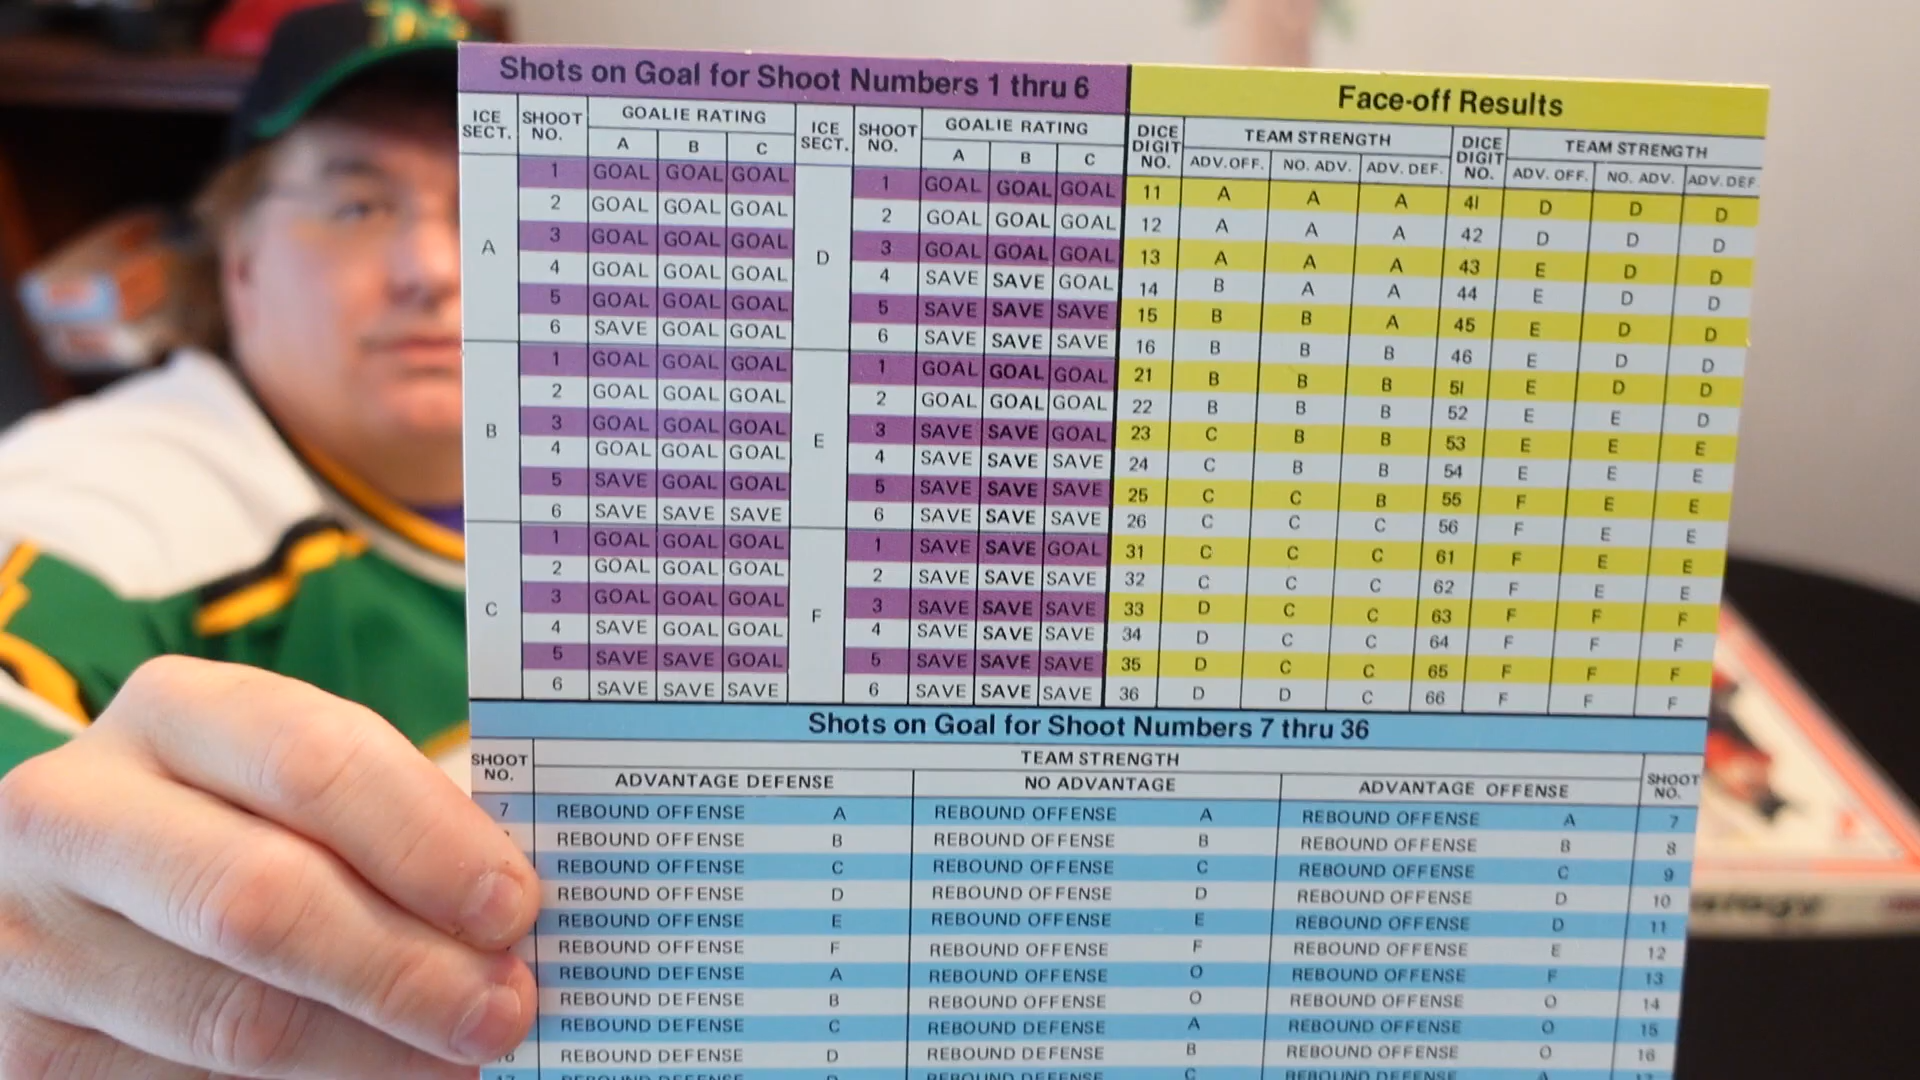 Shots on Goal for Shoot Numbers 1 thru 6
ICE SECT. SHOOT NO. GOALIE RATING A B C ICE SECT. SHOOT NO. GOALIE RATING A B C
A 1 GOAL GOAL GOAL D 1 GOAL GOAL GOAL
2 GOAL GOAL GOAL 2 GOAL GOAL GOAL
3 GOAL GOAL GOAL 3 GOAL GOAL GOAL
4 GOAL GOAL GOAL 4 SAVE SAVE GOAL
5 GOAL GOAL GOAL 5 SAVE SAVE SAVE
6 SAVE GOAL GOAL 6 SAVE SAVE SAVE
B 1 GOAL GOAL GOAL E 1 GOAL GOAL GOAL
2 GOAL GOAL GOAL 2 GOAL GOAL GOAL
3 GOAL GOAL GOAL 3 SAVE SAVE GOAL
4 GOAL GOAL GOAL 4 SAVE SAVE SAVE
5 SAVE GOAL GOAL 5 SAVE SAVE SAVE
6 SAVE SAVE SAVE 6 SAVE SAVE SAVE
C 1 GOAL GOAL GOAL F 1 SAVE SAVE GOAL
2 GOAL GOAL GOAL 2 SAVE SAVE SAVE
3 GOAL GOAL GOAL 3 SAVE SAVE SAVE
4 SAVE GOAL GOAL 4 SAVE SAVE SAVE
5 SAVE SAVE GOAL 5 SAVE SAVE SAVE
6 SAVE SAVE SAVE 6 SAVE SAVE SAVE
Face-off Results
DICE DIGIT NO. TEAM STRENGTH ADV.OFF. NO. ADV. ADV. DEF. DICE DIGIT NO. TEAM STRENGTH ADV. OFF. NO. ADV. ADV. DEF.
11 A A A 41 D D D
12 A A A 42 D D D
13 A A A 43 E D D
14 B A A 44 E D D
15 B B A 45 E D D
16 B B B 46 E D D
21 B B B 51 E D D
22 B B B 52 E E D
23 C B B 53 E E E
24 C B B 54 E E E
25 C C B 55 F E E
26 C C C 56 F E E
31 C C C 61 F E E
32 C C C 62 F E E
33 D C C 63 F F F
34 D C C 64 F F F
35 D C C 65 F F F
36 D D C 66 F F F
Shots on Goal for Shoot Numbers 7 thru 36
SHOOT NO. TEAM STRENGTH SHOOT NO.
ADVANTAGE DEFENSE NO ADVANTAGE ADVANTAGE OFFENSE
7 REBOUND OFFENSE A REBOUND OFFENSE A REBOUND OFFENSE A 7
REBOUND OFFENSE B REBOUND OFFENSE B REBOUND OFFENSE B 8
REBOUND OFFENSE C REBOUND OFFENSE C REBOUND OFFENSE C 9
REBOUND OFFENSE D REBOUND OFFENSE D REBOUND OFFENSE D 10
REBOUND OFFENSE E REBOUND OFFENSE E REBOUND OFFENSE D 11
REBOUND OFFENSE F REBOUND OFFENSE F REBOUND OFFENSE E 12
REBOUND DEFENSE A REBOUND OFFENSE O REBOUND OFFENSE F 13
REBOUND DEFENSE B REBOUND OFFENSE O REBOUND OFFENSE O 14
REBOUND DEFENSE C REBOUND DEFENSE A REBOUND OFFENSE O 15
REBOUND DEFENSE D REBOUND DEFENSE B REBOUND OFFENSE O 16
REBOUND DEFENSE REBOUND DEFENSE C REBOUND DEFENSE A